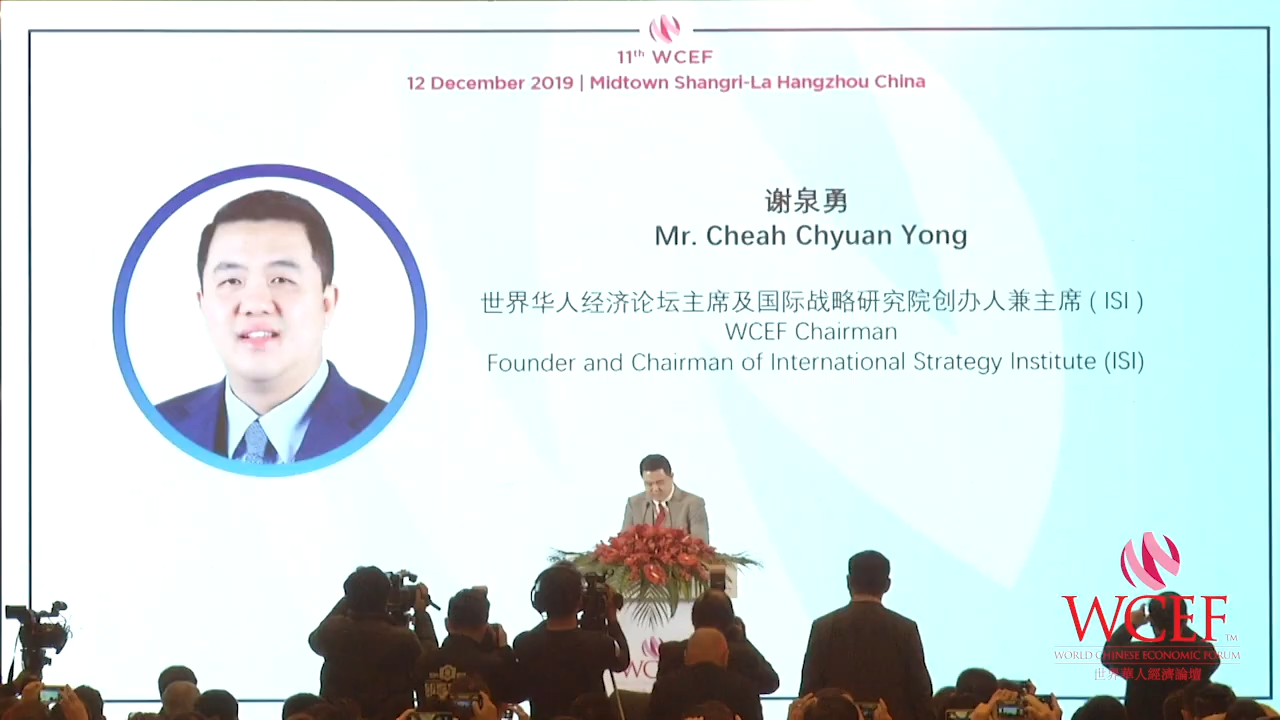 11th WCEF
12 December 2019 | Midtown Shangri-La Hangzhou China
谢泉勇
Mr. Cheah Chyuan Yong
世界华人经济论坛主席及国际战略研究院创办人兼主席 ( ISI )
WCEF Chairman
Founder and Chairman of International Strategy Institute (ISI)
WCEF TM
WORLD CHINESE ECONOMIC FORUM
世界華人經濟論壇